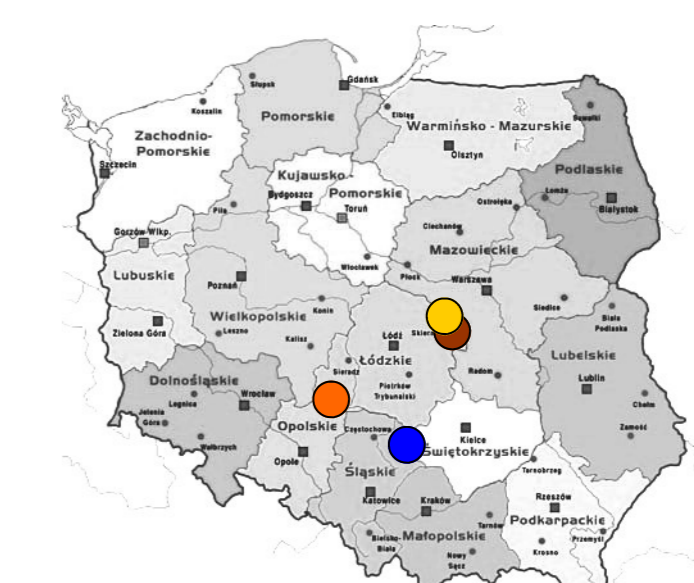 Gdańsk
Słupsk
Koszalin
Pomorskie
Elbląg
Suwałki
Warmińsko - Mazurskie
Zachodnio-
Pomorskie
Olsztyn
Szczecin
Kujawsko -
Pomorskie
Podlaskie
Bydgoszcz
Łomża
Piła
Toruń
Ostrołęka
Białystok
Ciechanów
Gorzów Wlkp.
Mazowieckie
Włocławek
Lubuskie
Płock
Warszawa
Poznań
Konin
Siedlce
Wielkopolskie
Biała
Podlaska
Zielona Góra
Leszno
Łódź
Kalisz
Łódzkie
Lubelskie
Sieradz
Radom
Dolnośląskie
Piotrków
Trybunalski
Lublin
Wrocław
Legnica
Chełm
Jelenia
Góra
Opolskie
Częstochowa
Zamość
Kielce
Wałbrzych
Świętokrzyskie
Opole
Śląskie
Tarnobrzeg
Katowice
Kraków
Rzeszów
Podkarpackie
Tarnów
Małopolskie
Przemyśl
Bielsko-
Biała
Nowy
Sącz
Krosno